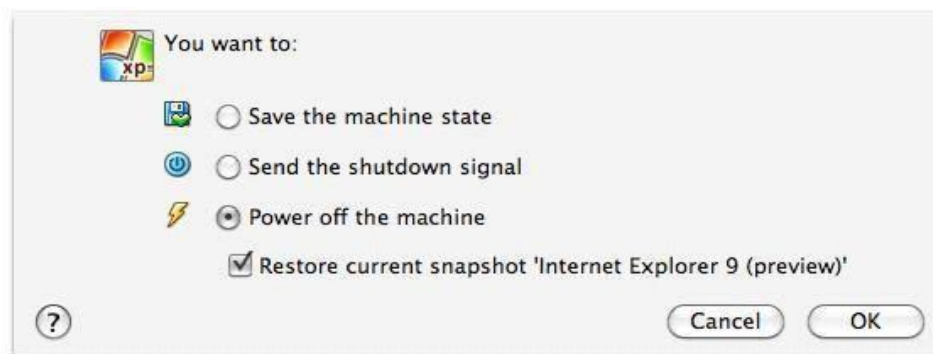 You want to:
xp
Save the machine state
Send the shutdown signal
Power off the machine
Restore current snapshot 'Internet Explorer 9 (preview)'
?
Cancel
OK